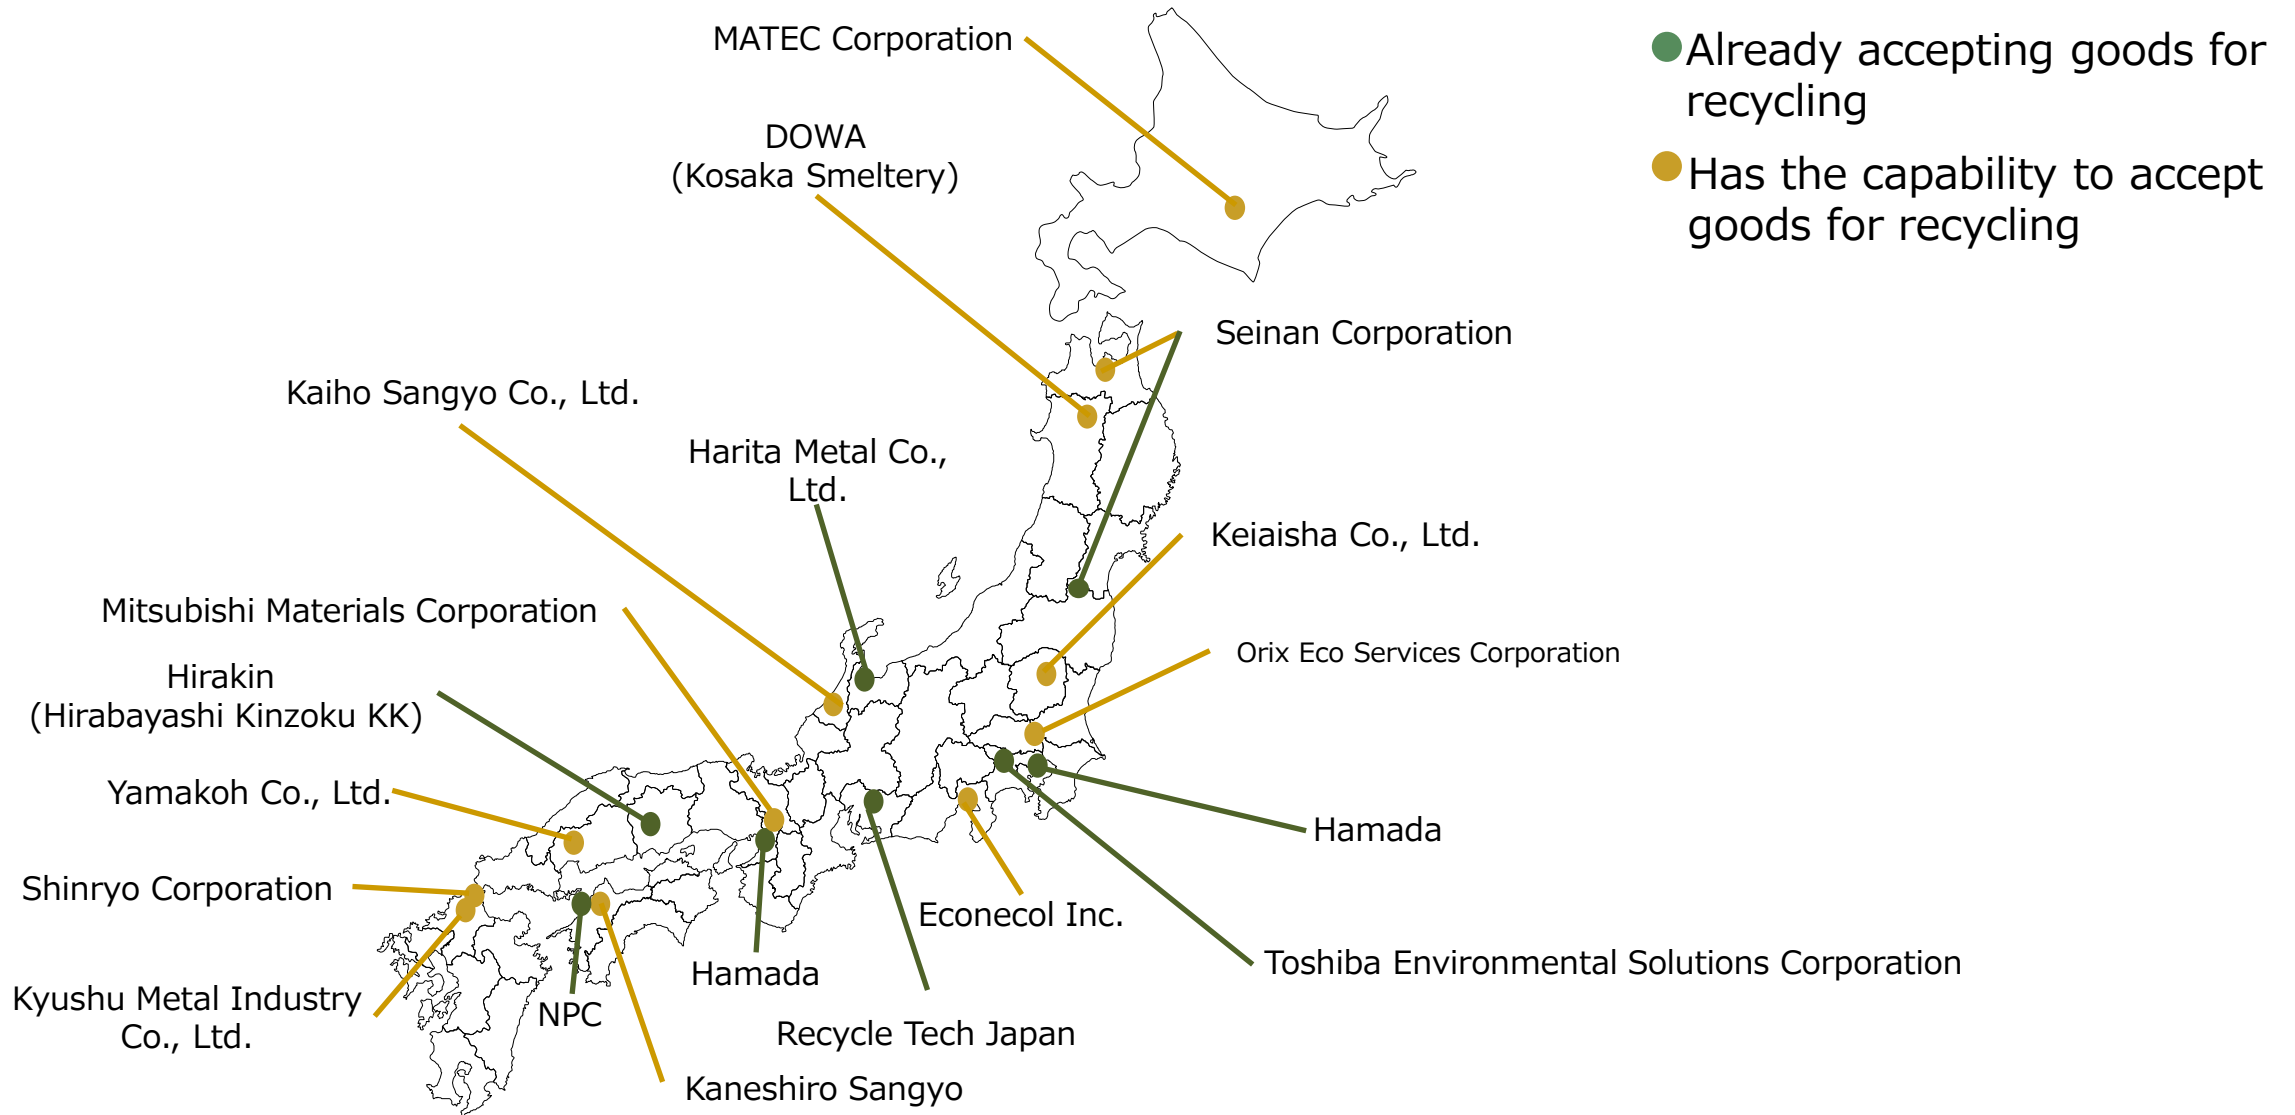 MATEC Corporation
Already accepting goods for
recycling
DOWA
(Kosaka Smeltery)
Has the capability to accept
goods for recycling
Seinan Corporation
Kaiho Sangyo Co., Ltd.
Harita Metal Co.,
Ltd.
Keiaisha Co., Ltd.
Mitsubishi Materials Corporation
Orix Eco Services Corporation
Hirakin
(Hirabayashi Kinzoku KK)
Yamakoh Co., Ltd.
Hamada
Shinryo Corporation
Econecol Inc.
Toshiba Environmental Solutions Corporation
Hamada
Kyushu Metal Industry
Co., Ltd.
NPC
Recycle Tech Japan
Kaneshiro Sangyo